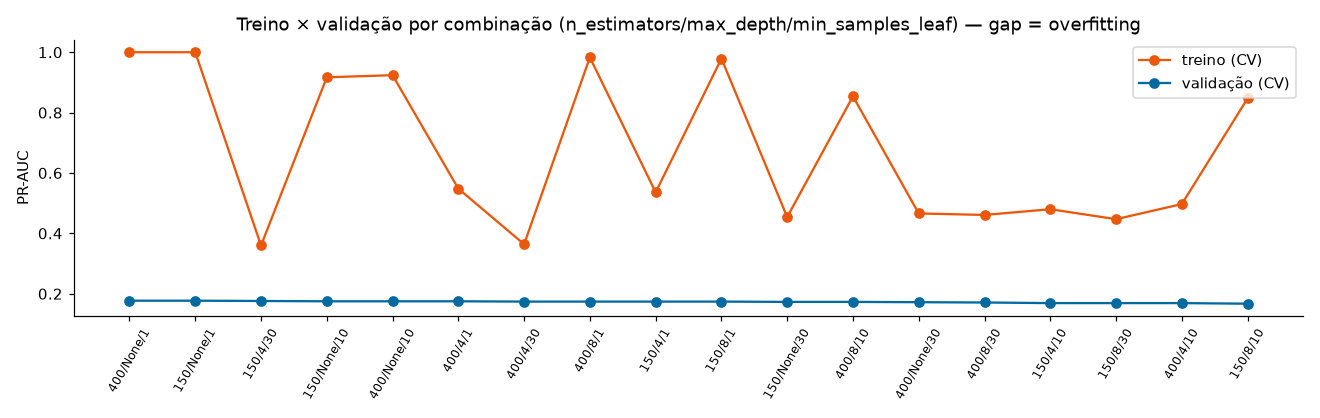 Treino × validação por combinação (n_estimators/max_depth/min_samples_leaf) — gap = overfitting
treino (CV)
validação (CV)
PR-AUC
1.0
0.8
0.6
0.4
0.2
400/None/1
150/None/1
150/4/30
150/None/10
400/None/10
400/4/1
400/4/30
400/8/1
150/4/1
150/8/1
150/None/30
400/8/10
400/None/30
400/8/30
150/4/10
150/8/30
400/4/10
150/8/10